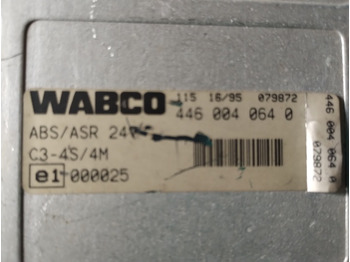 WABCO
115 16/95 079872
446 004 064 0
ABS/ASR 24V
C3-4S/4M
e1 000025
446 004 064 0
079872